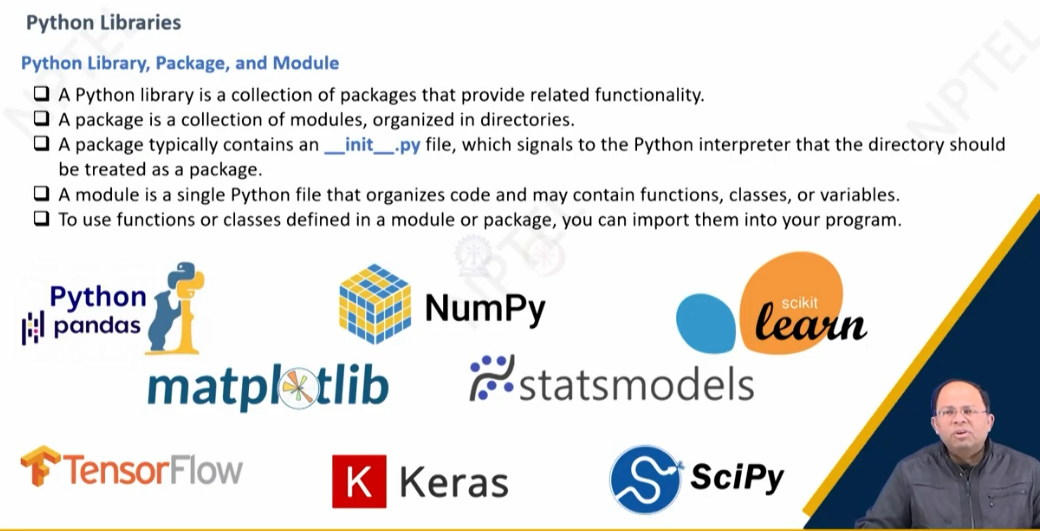 Python Libraries
Python Library, Package, and Module
A Python library is a collection of packages that provide related functionality.
A package is a collection of modules, organized in directories.
A package typically contains an __init__.py file, which signals to the Python interpreter that the directory should
be treated as a package.
A module is a single Python file that organizes code and may contain functions, classes, or variables.
To use functions or classes defined in a module or package, you can import them into your program.
Python
pandas
NumPy
scikit
learn
matplotlib
statsmodels
TensorFlow
K Keras
SciPy
NPTEL
NPTEL
NPTEL